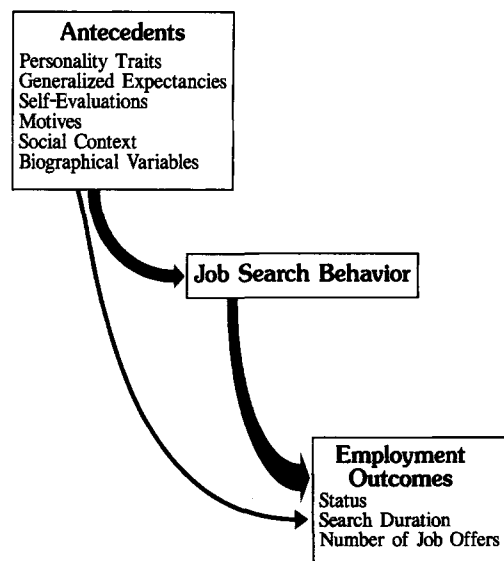 Antecedents
Personality Traits
Generalized Expectancies
Self-Evaluations
Motives
Social Context
Biographical Variables
Job Search Behavior
Employment
Outcomes
Status
Search Duration
Number of Job Offers